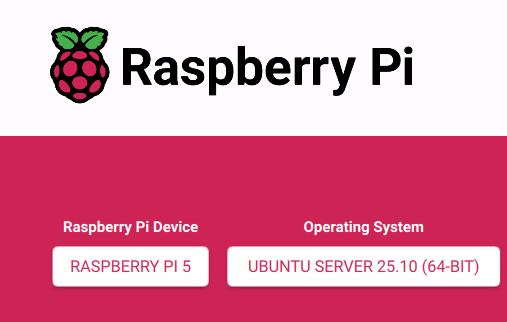 Raspberry Pi
Raspberry Pi Device
Operating System
RASPBERRY PI 5
UBUNTU SERVER 25.10 (64-BIT)